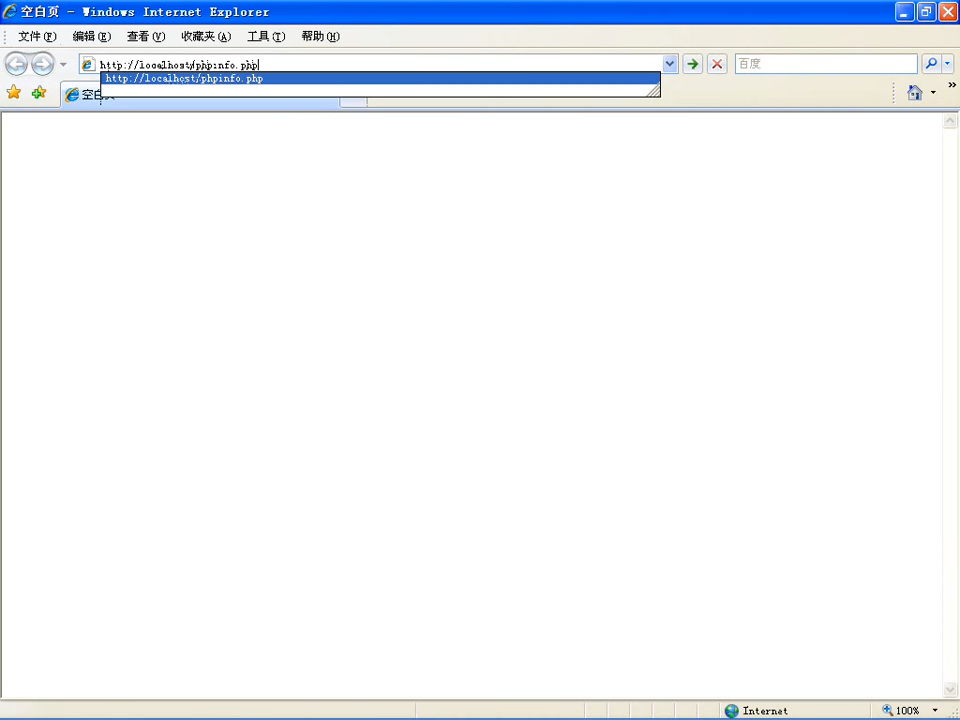 空白页 - Windows Internet Explorer
文件(F) 编辑(E) 查看(V) 收藏夹(A) 工具(T) 帮助(H)
http://localhost/phpinfo.php 百度
http://localhost/phpinfo.php
空白页
Internet 100%